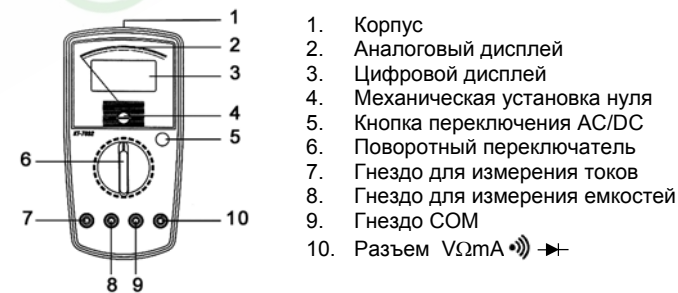 1
2
3
4
XT-7002
5
6
7
10
8
9
1. Корпус
2. Аналоговый дисплей
3. Цифровой дисплей
4. Механическая установка нуля
5. Кнопка переключения AC/DC
6. Поворотный переключатель
7. Гнездо для измерения токов
8. Гнездо для измерения емкостей
9. Гнездо COM
10. Разъем VΩmA